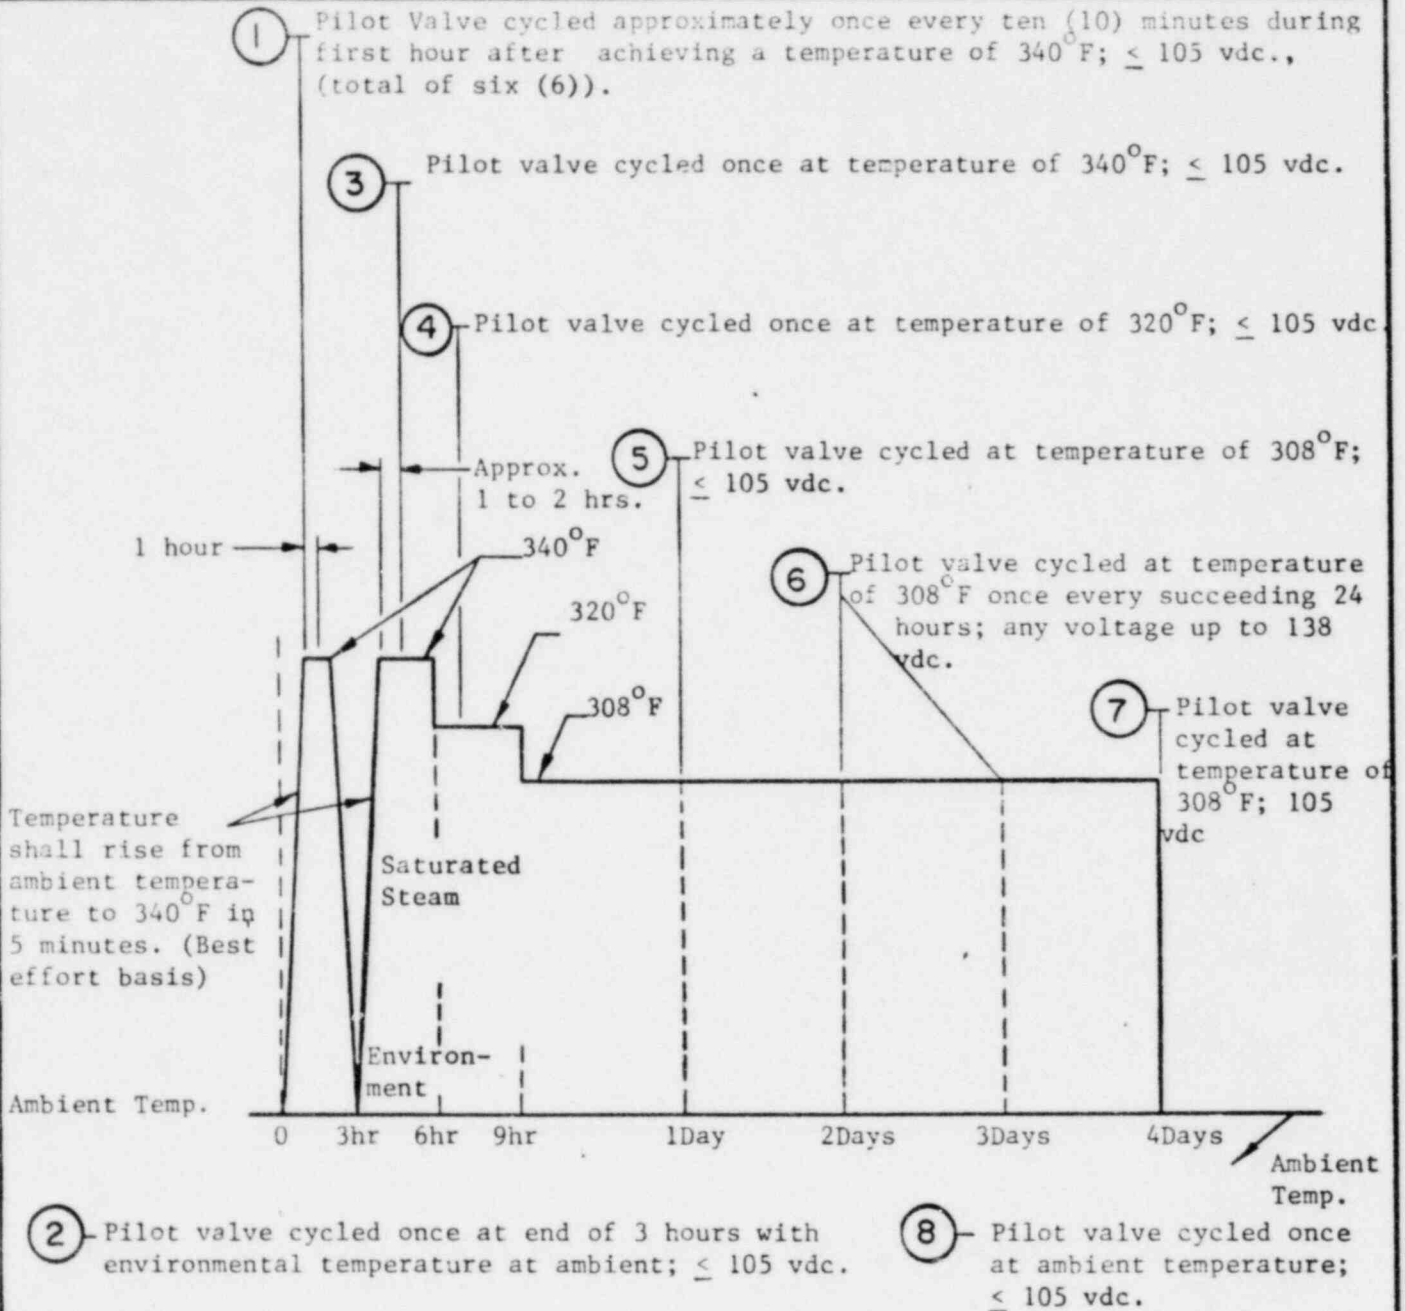 1
Pilot Valve cycled approximately once every ten (10) minutes during
first hour after achieving a temperature of 340°F; ≤ 105 vdc.,
(total of six (6)).
3
Pilot valve cycled once at temperature of 340°F; ≤ 105 vdc.
4
Pilot valve cycled once at temperature of 320°F; ≤ 105 vdc.
5
Pilot valve cycled at temperature of 308°F;
≤ 105 vdc.
Approx.
1 to 2 hrs.
1 hour
340°F
6
Pilot valve cycled at temperature
of 308°F once every succeeding 24
hours; any voltage up to 138
vdc.
320°F
308°F
7
Pilot valve
cycled at
temperature of
308°F; 105
vdc
Temperature
shall rise from
ambient tempera-
ture to 340°F in
5 minutes. (Best
effort basis)
Saturated
Steam
Environ-
ment
Ambient Temp.
0 3hr 6hr 9hr 1Day 2Days 3Days 4Days
Ambient
Temp.
2
Pilot valve cycled once at end of 3 hours with
environmental temperature at ambient; ≤ 105 vdc.
8
Pilot valve cycled once
at ambient temperature;
≤ 105 vdc.